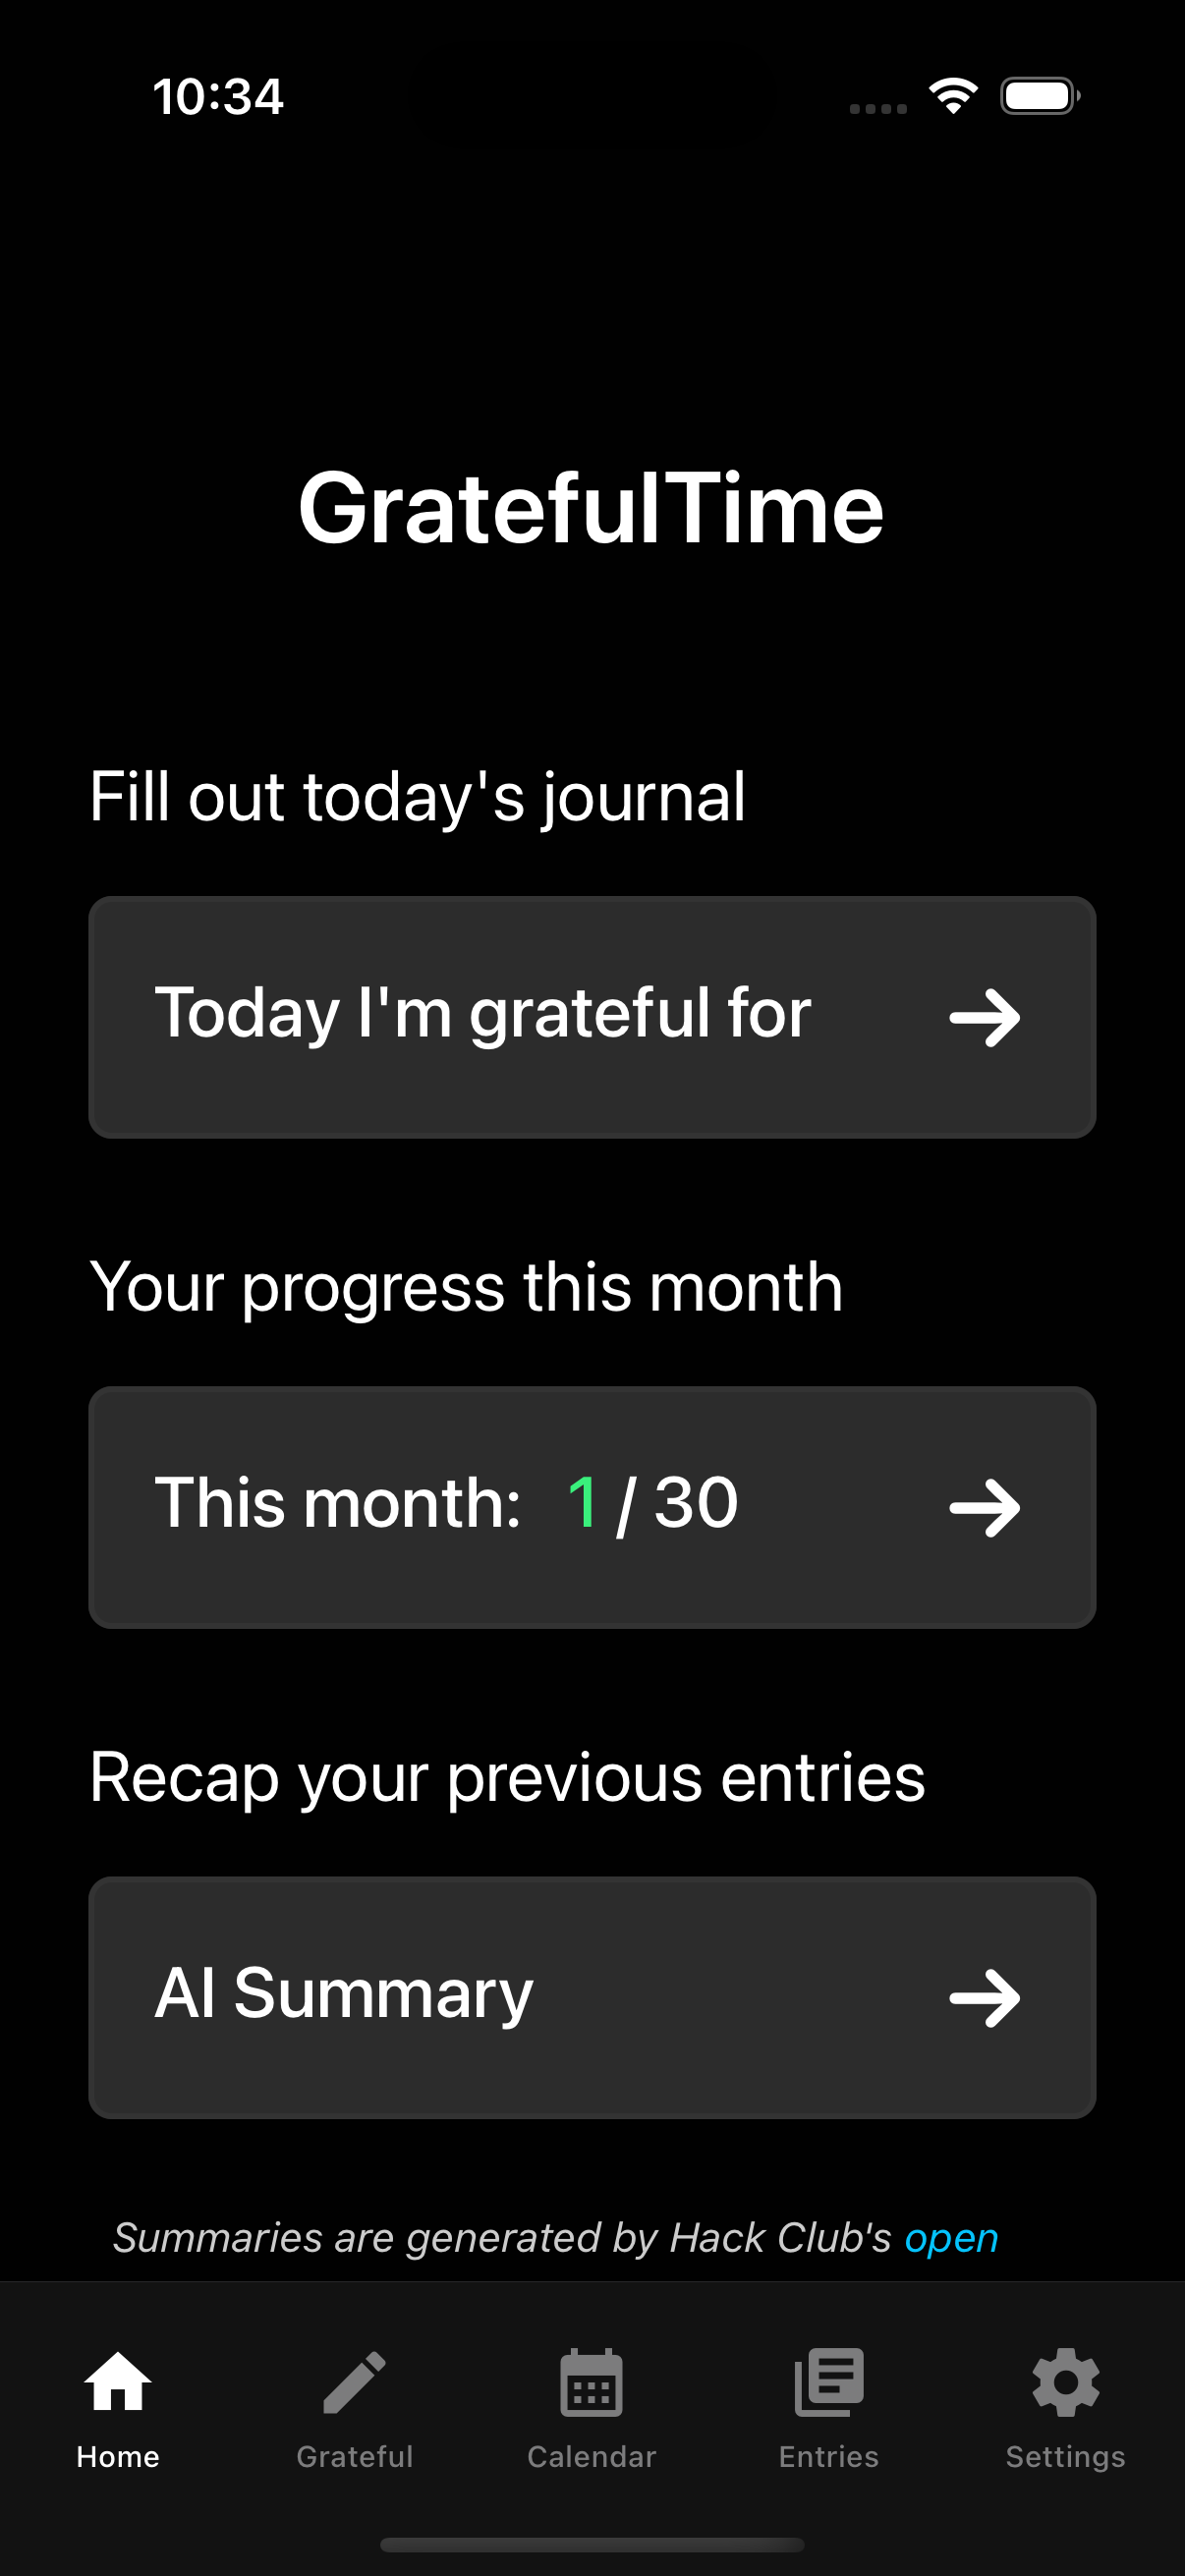 10:34
GratefulTime
Fill out today's journal
Today I'm grateful for
Your progress this month
This month: 1 / 30
Recap your previous entries
AI Summary
Summaries are generated by Hack Club's open
Home Grateful Calendar Entries Settings